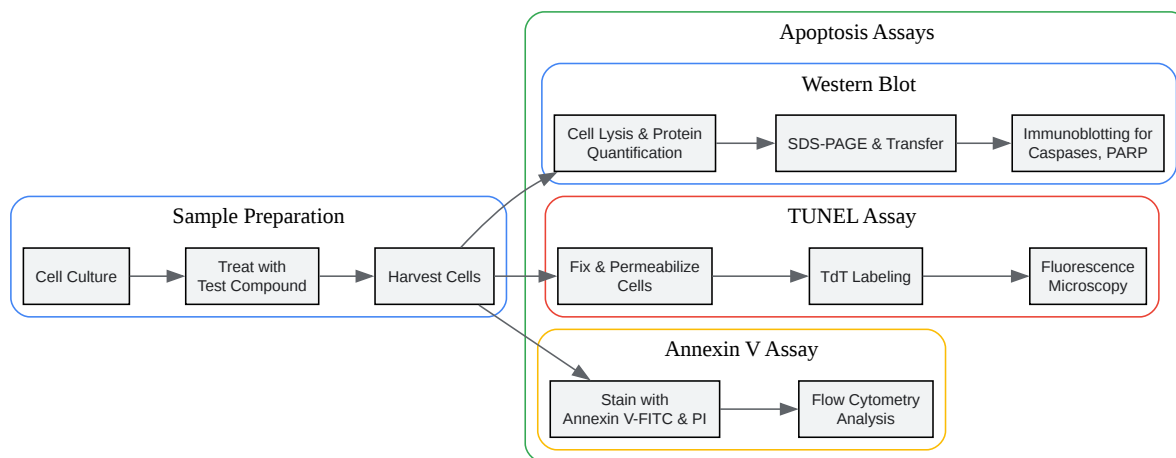 Apoptosis Assays
Western Blot
Cell Lysis & Protein
Quantification
SDS-PAGE & Transfer
Immunoblotting for
Caspases, PARP
Sample Preparation
Cell Culture
Treat with
Test Compound
Harvest Cells
TUNEL Assay
Fix & Permeabilize
Cells
TdT Labeling
Fluorescence
Microscopy
Annexin V Assay
Stain with
Annexin V-FITC & PI
Flow Cytometry
Analysis